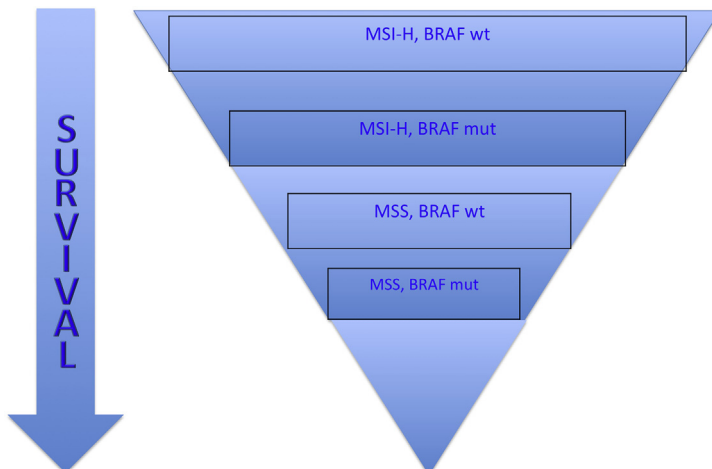 SURVIVAL
MSI-H, BRAF wt
MSI-H, BRAF mut
MSS, BRAF wt
MSS, BRAF mut